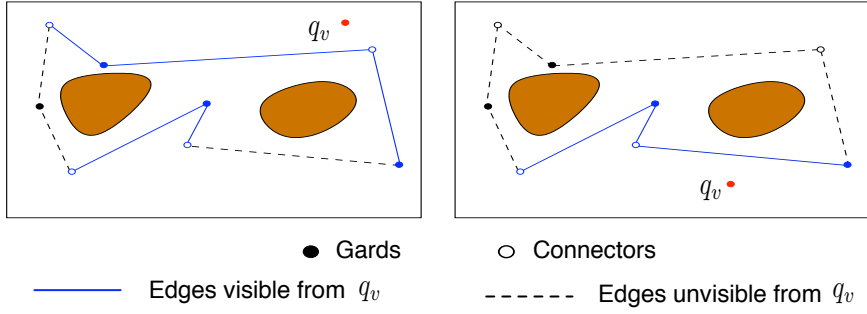 q_v
q_v
Gards Connectors
Edges visible from q_v Edges unvisible from q_v